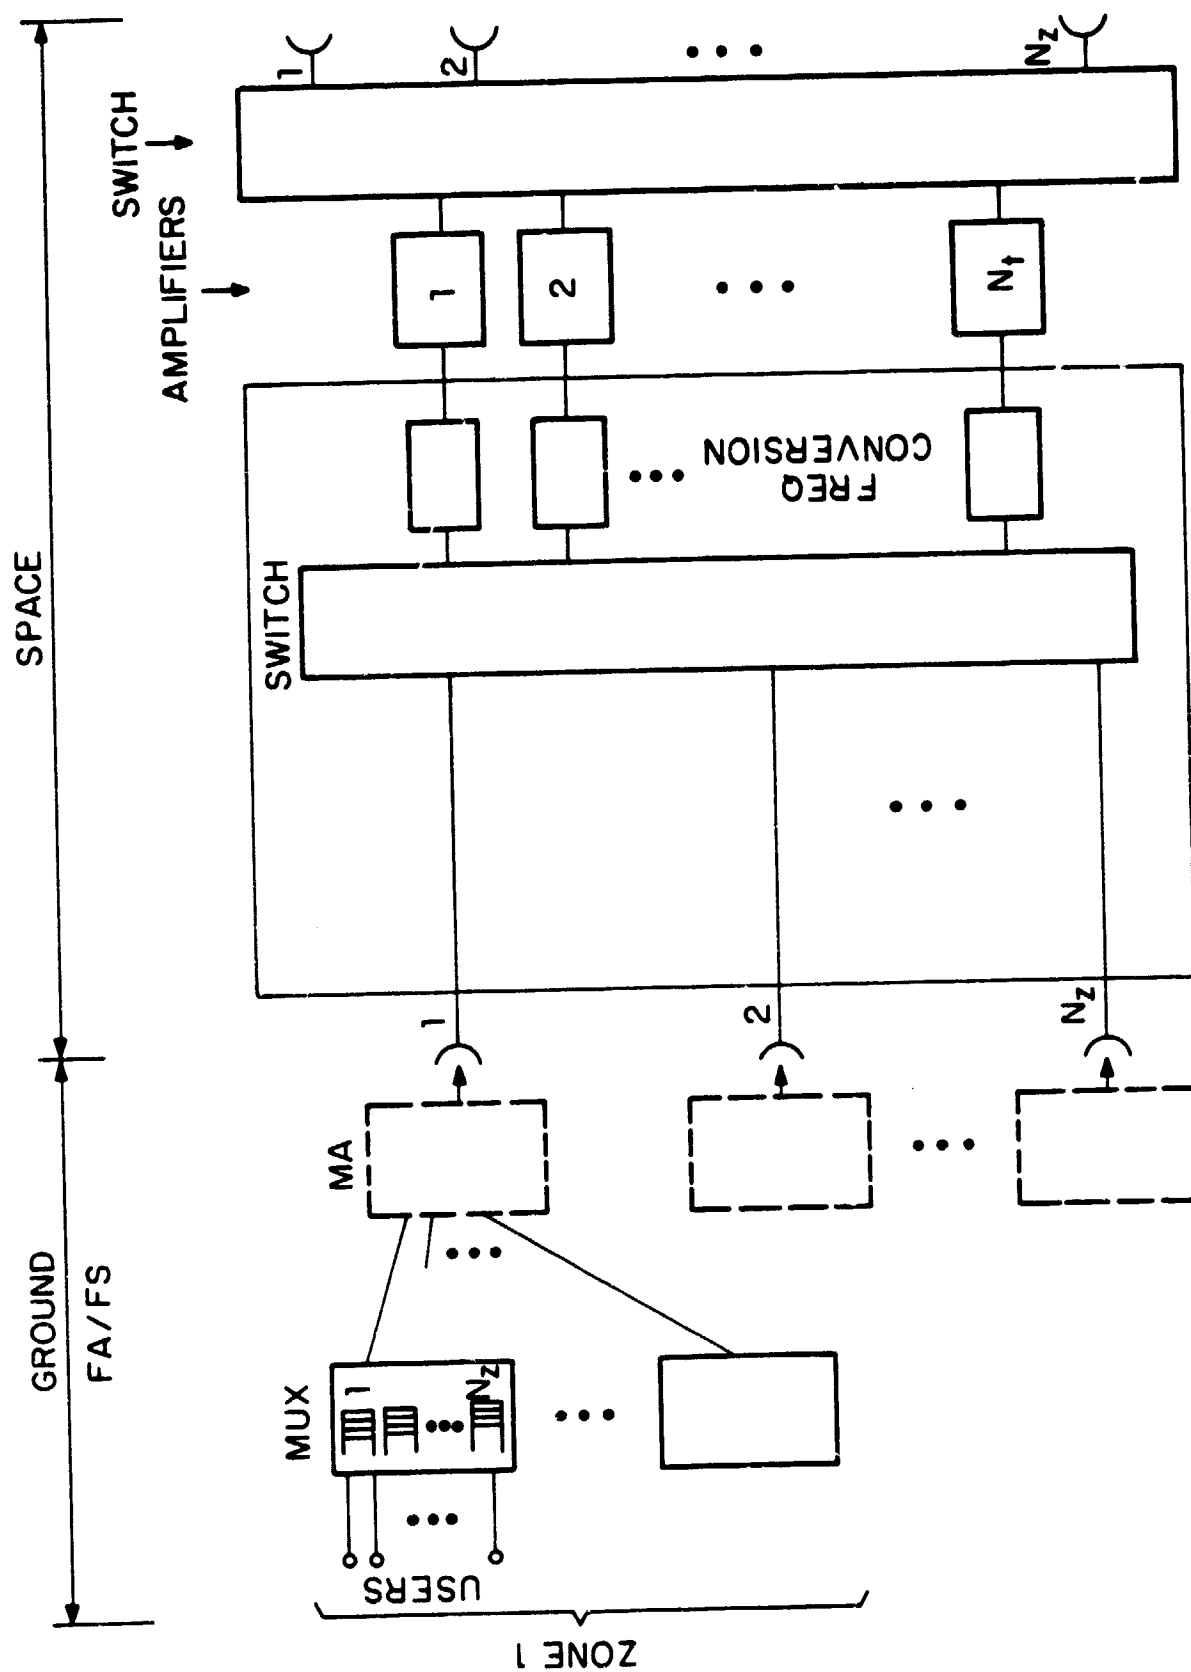 GROUND
SPACE
FA/FS
SWITCH
AMPLIFIERS
MUX
MA
SWITCH
1
N_z
USERS
ZONE 1
1
2
N_z
FREQ
CONVERSION
1
2
N_t
1
2
N_z